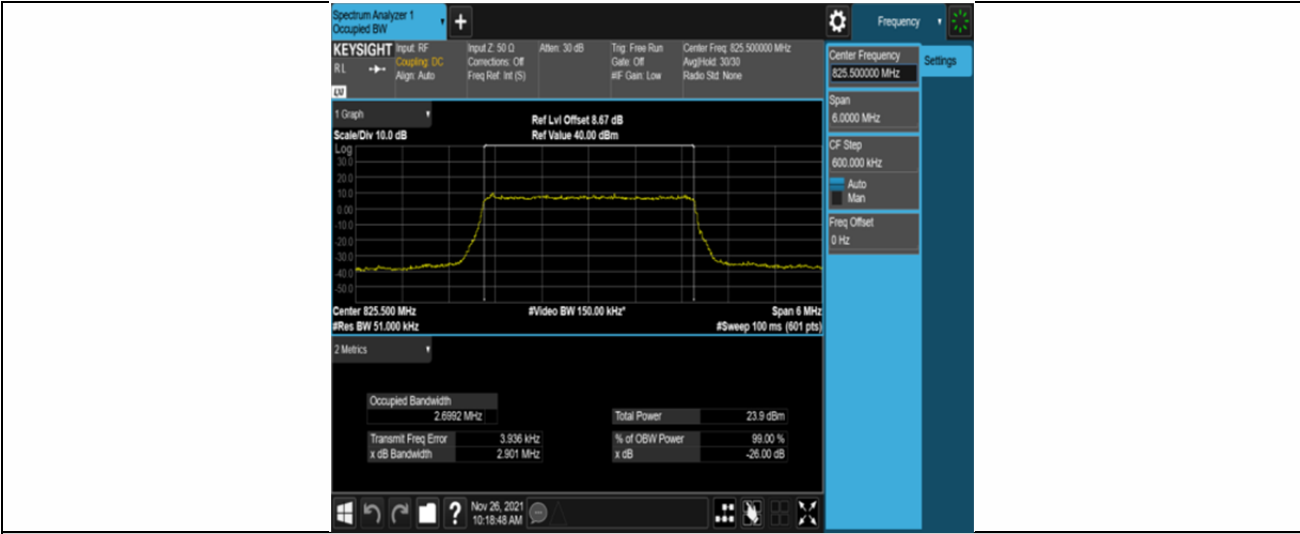 Spectrum Analyzer 1
Occupied BW
+
Frequency
KEYSIGHT
RL
LXI
Input: RF
Coupling: DC
Align: Auto
Input Z: 50 Ω
Corrections: Off
Freq Ref: Int (S)
Atten: 30 dB
Trig: Free Run
Gate: Off
#IF Gain: Low
Center Freq: 825.500000 MHz
Avg|Hold: 30/30
Radio Std: None
Center Frequency
825.500000 MHz
Settings
Span
6.0000 MHz
CF Step
600.000 kHz
Auto
Man
Freq Offset
0 Hz
1 Graph
Scale/Div 10.0 dB
Ref Lvl Offset 8.67 dB
Ref Value 40.00 dBm
Log
30.0
20.0
10.0
0.00
-10.0
-20.0
-30.0
-40.0
-50.0
Center 825.500 MHz
#Video BW 150.00 kHz*
Span 6 MHz
#Res BW 51.000 kHz
#Sweep 100 ms (601 pts)
2 Metrics
Occupied Bandwidth
2.6992 MHz
Total Power 23.9 dBm
Transmit Freq Error 3.936 kHz
% of OBW Power 99.00 %
x dB Bandwidth 2.901 MHz
x dB -26.00 dB
?
Nov 26, 2021
10:18:48 AM